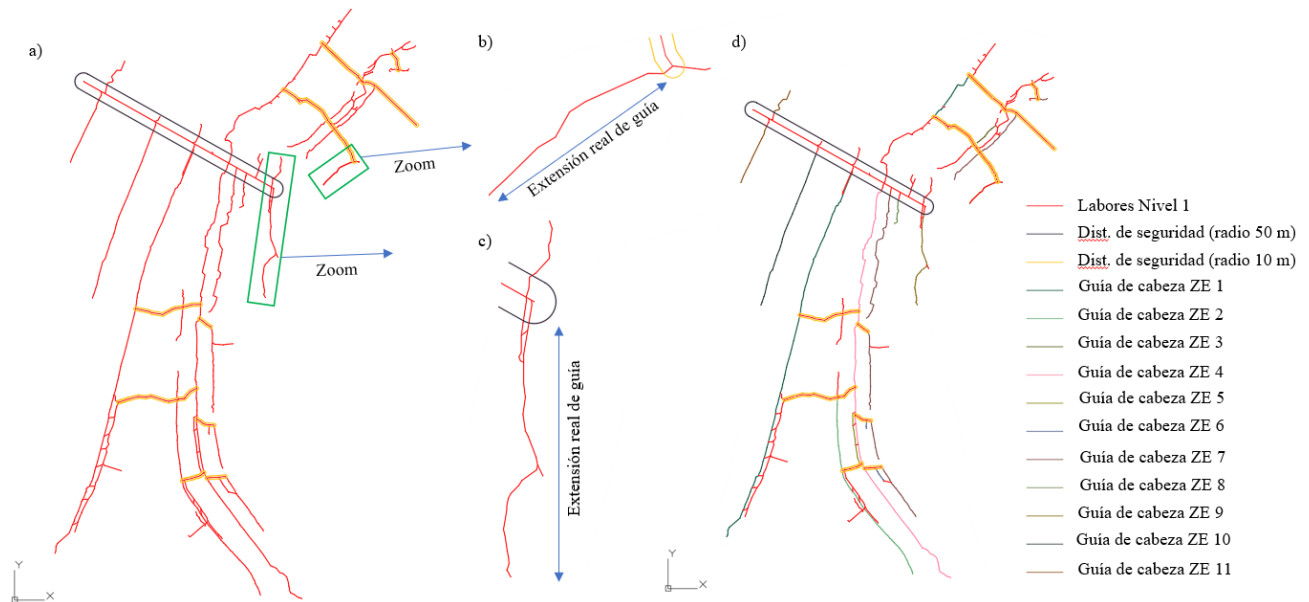 a)
b)
d)
Zoom
Extensión real de guía
c)
Zoom
Extensión real de guía
Labores Nivel 1
Dist. de seguridad (radio 50 m)
Dist. de seguridad (radio 10 m)
Guía de cabeza ZE 1
Guía de cabeza ZE 2
Guía de cabeza ZE 3
Guía de cabeza ZE 4
Guía de cabeza ZE 5
Guía de cabeza ZE 6
Guía de cabeza ZE 7
Guía de cabeza ZE 8
Guía de cabeza ZE 9
Guía de cabeza ZE 10
Guía de cabeza ZE 11
Y
X
Y
X